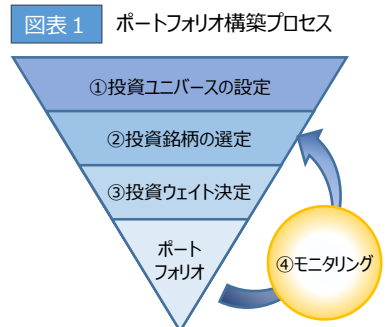 図表１ ポートフォリオ構築プロセス
①投資ユニバースの設定
②投資銘柄の選定
③投資ウェイト決定
ポート
フォリオ
④モニタリング